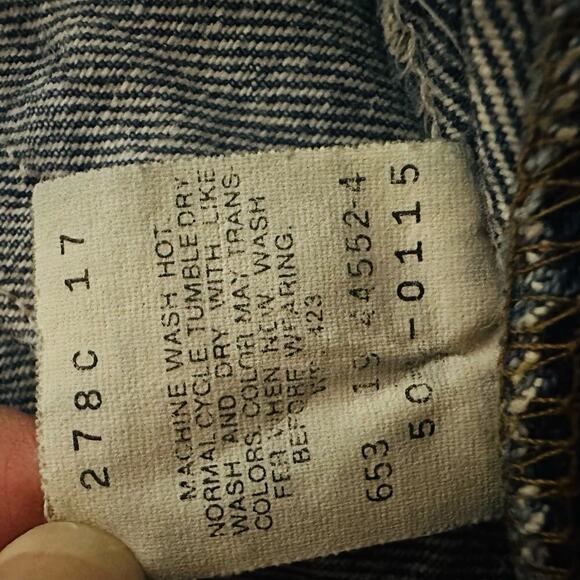 278C 17
MACHINE WASH HOT.
NORMAL CYCLE TUMBLE DRY
WASH AND DRY WITH LIKE
COLORS. COLOR MAY TRANS-
FER WHEN NEW. WASH
BEFORE WEARING.
423
653 19 44552-4
50 -0115